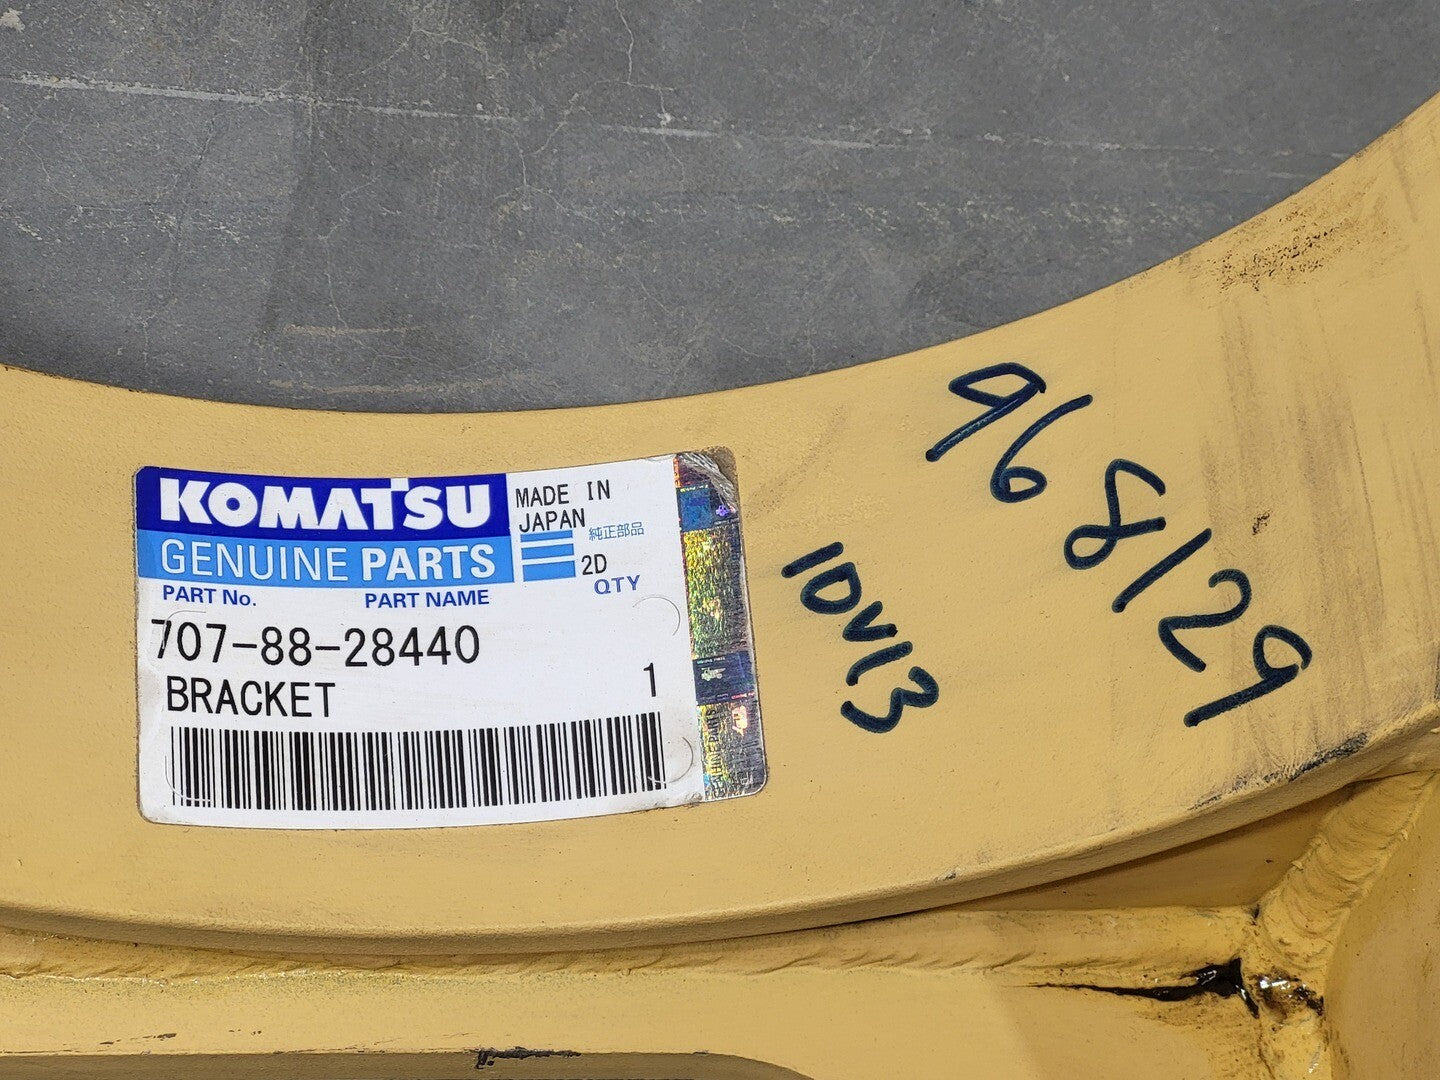 KOMATSU
GENUINE PARTS
MADE IN
JAPAN
純正部品
2D
PART No.
PART NAME
QTY
707-88-28440
BRACKET
1
968129
10V13